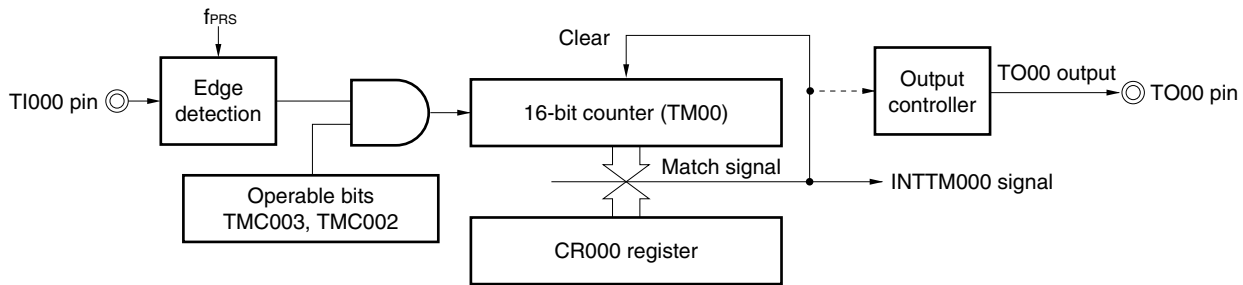 fPRS
Clear
TI000 pin
Edge
detection
16-bit counter (TM00)
Output
controller
TO00 output
TO00 pin
Match signal
INTTM000 signal
Operable bits
TMC003, TMC002
CR000 register